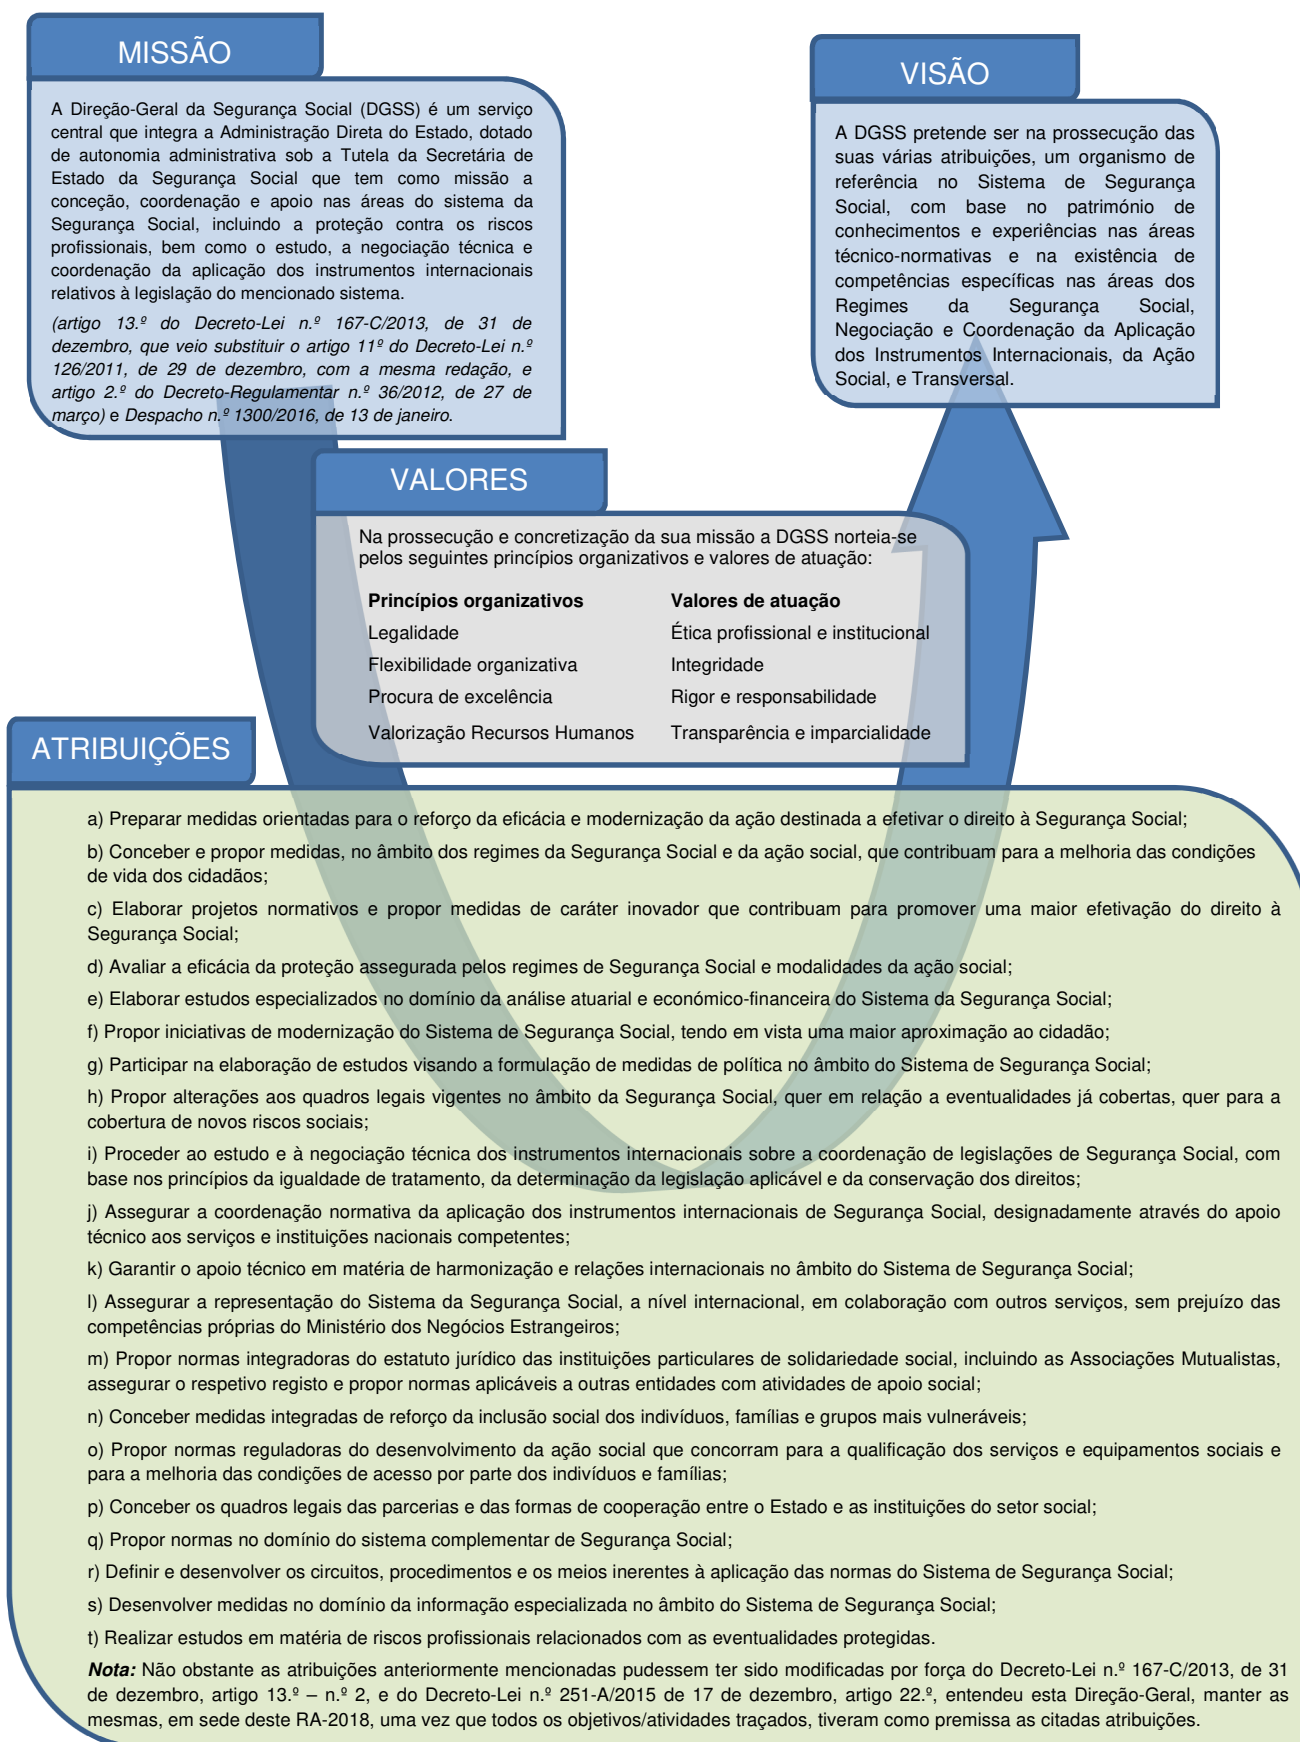 MISSÃO
A Direção-Geral da Segurança Social (DGSS) é um serviço
central que integra a Administração Direta do Estado, dotado
de autonomia administrativa sob a Tutela da Secretária de
Estado da Segurança Social que tem como missão a
conceção, coordenação e apoio nas áreas do sistema da
Segurança Social, incluindo a proteção contra os riscos
profissionais, bem como o estudo, a negociação técnica e
coordenação da aplicação dos instrumentos internacionais
relativos à legislação do mencionado sistema.
(artigo 13.º do Decreto-Lei n.º 167-C/2013, de 31 de
dezembro, que veio substituir o artigo 11º do Decreto-Lei n.º
126/2011, de 29 de dezembro, com a mesma redação, e
artigo 2.º do Decreto-Regulamentar n.º 36/2012, de 27 de
março) e Despacho n.º 1300/2016, de 13 de janeiro.
VISÃO
A DGSS pretende ser na prossecução das
suas várias atribuições, um organismo de
referência no Sistema de Segurança
Social, com base no património de
conhecimentos e experiências nas áreas
técnico-normativas e na existência de
competências específicas nas áreas dos
Regimes da Segurança Social,
Negociação e Coordenação da Aplicação
dos Instrumentos Internacionais, da Ação
Social, e Transversal.
VALORES
Na prossecução e concretização da sua missão a DGSS norteia-se
pelos seguintes princípios organizativos e valores de atuação:
Princípios organizativos Valores de atuação
Legalidade Ética profissional e institucional
Flexibilidade organizativa Integridade
Procura de excelência Rigor e responsabilidade
Valorização Recursos Humanos Transparência e imparcialidade
ATRIBUIÇÕES
a) Preparar medidas orientadas para o reforço da eficácia e modernização da ação destinada a efetivar o direito à Segurança Social;
b) Conceber e propor medidas, no âmbito dos regimes da Segurança Social e da ação social, que contribuam para a melhoria das condições
de vida dos cidadãos;
c) Elaborar projetos normativos e propor medidas de caráter inovador que contribuam para promover uma maior efetivação do direito à
Segurança Social;
d) Avaliar a eficácia da proteção assegurada pelos regimes de Segurança Social e modalidades da ação social;
e) Elaborar estudos especializados no domínio da análise atuarial e económico-financeira do Sistema da Segurança Social;
f) Propor iniciativas de modernização do Sistema de Segurança Social, tendo em vista uma maior aproximação ao cidadão;
g) Participar na elaboração de estudos visando a formulação de medidas de política no âmbito do Sistema de Segurança Social;
h) Propor alterações aos quadros legais vigentes no âmbito da Segurança Social, quer em relação a eventualidades já cobertas, quer para a
cobertura de novos riscos sociais;
i) Proceder ao estudo e à negociação técnica dos instrumentos internacionais sobre a coordenação de legislações de Segurança Social, com
base nos princípios da igualdade de tratamento, da determinação da legislação aplicável e da conservação dos direitos;
j) Assegurar a coordenação normativa da aplicação dos instrumentos internacionais de Segurança Social, designadamente através do apoio
técnico aos serviços e instituições nacionais competentes;
k) Garantir o apoio técnico em matéria de harmonização e relações internacionais no âmbito do Sistema de Segurança Social;
l) Assegurar a representação do Sistema da Segurança Social, a nível internacional, em colaboração com outros serviços, sem prejuízo das
competências próprias do Ministério dos Negócios Estrangeiros;
m) Propor normas integradoras do estatuto jurídico das instituições particulares de solidariedade social, incluindo as Associações Mutualistas,
assegurar o respetivo registo e propor normas aplicáveis a outras entidades com atividades de apoio social;
n) Conceber medidas integradas de reforço da inclusão social dos indivíduos, famílias e grupos mais vulneráveis;
o) Propor normas reguladoras do desenvolvimento da ação social que concorram para a qualificação dos serviços e equipamentos sociais e
para a melhoria das condições de acesso por parte dos indivíduos e famílias;
p) Conceber os quadros legais das parcerias e das formas de cooperação entre o Estado e as instituições do setor social;
q) Propor normas no domínio do sistema complementar de Segurança Social;
r) Definir e desenvolver os circuitos, procedimentos e os meios inerentes à aplicação das normas do Sistema de Segurança Social;
s) Desenvolver medidas no domínio da informação especializada no âmbito do Sistema de Segurança Social;
t) Realizar estudos em matéria de riscos profissionais relacionados com as eventualidades protegidas.
Nota: Não obstante as atribuições anteriormente mencionadas pudessem ter sido modificadas por força do Decreto-Lei n.º 167-C/2013, de 31
de dezembro, artigo 13.º – n.º 2, e do Decreto-Lei n.º 251-A/2015 de 17 de dezembro, artigo 22.º, entendeu esta Direção-Geral, manter as
mesmas, em sede deste RA-2018, uma vez que todos os objetivos/atividades traçados, tiveram como premissa as citadas atribuições.